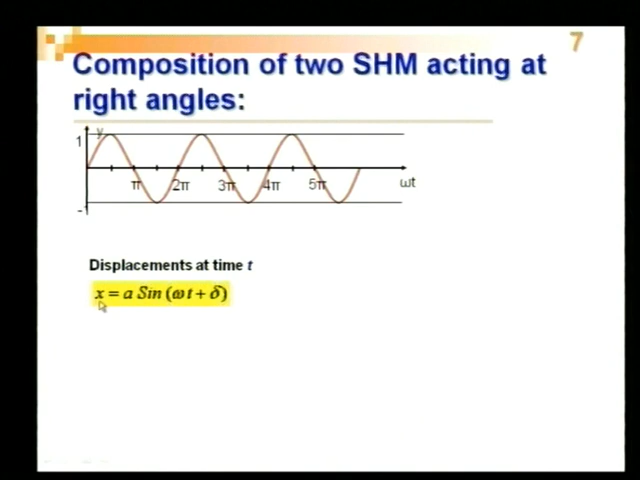 7
Composition of two SHM acting at
right angles:
y
1
π 2π 3π 4π 5π ωt
-1
Displacements at time t
x = a Sin (ω t + δ)